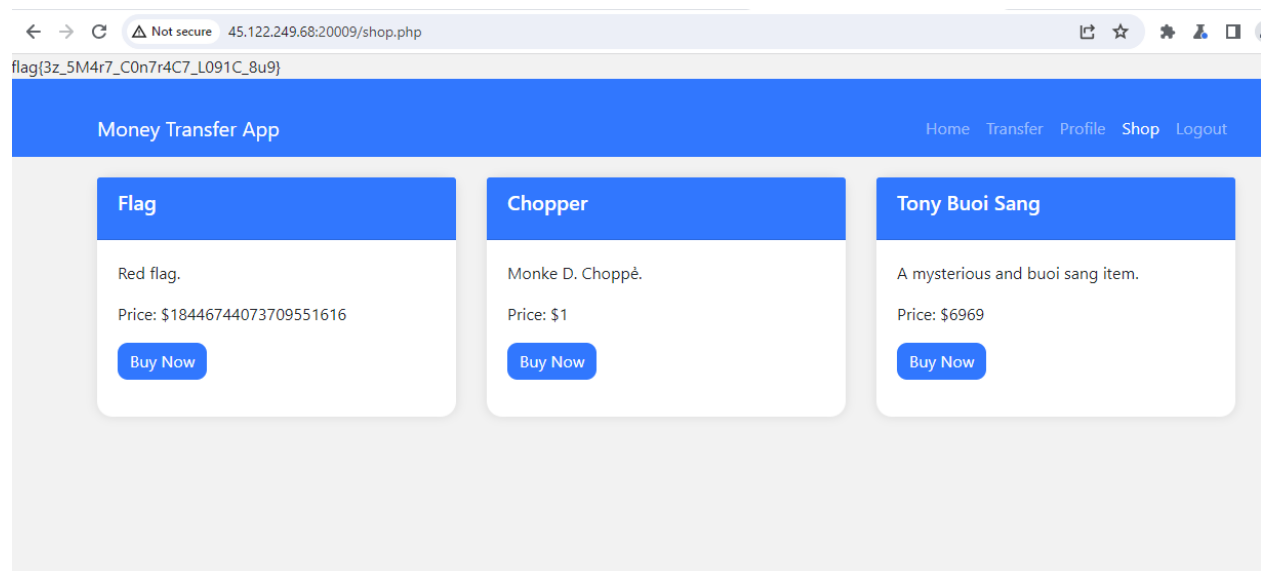 Not secure 45.122.249.68:20009/shop.php
flag{3z_5M4r7_C0n7r4C7_L091C_8u9}
Money Transfer App Home Transfer Profile Shop Logout
Flag
Red flag.
Price: $18446744073709551616
Buy Now
Chopper
Monke D. Choppẻ.
Price: $1
Buy Now
Tony Buoi Sang
A mysterious and buoi sang item.
Price: $6969
Buy Now